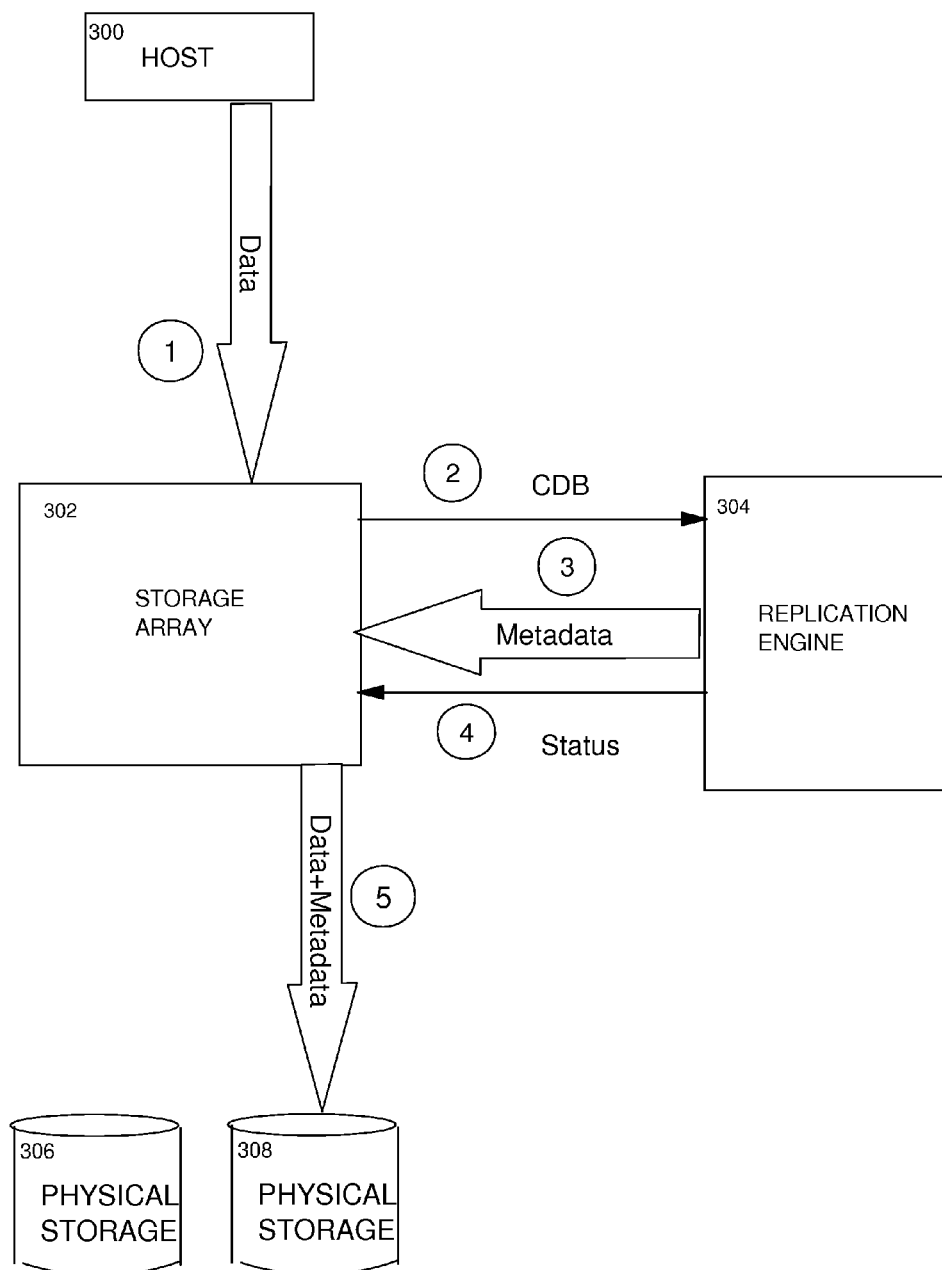 300
HOST
Data
1
2
CDB
302
304
3
STORAGE
ARRAY
REPLICATION
ENGINE
Metadata
4
Status
Data+Metadata
5
306
PHYSICAL
STORAGE
308
PHYSICAL
STORAGE